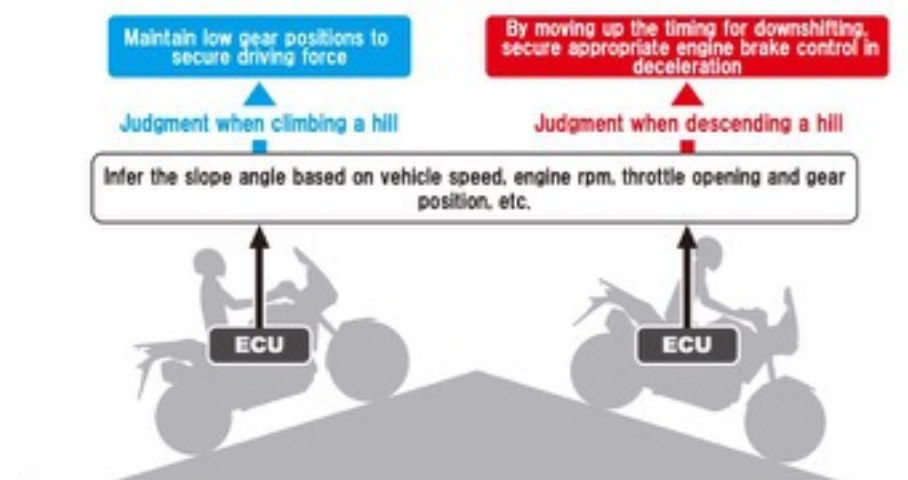 Maintain low gear positions to
secure driving force
By moving up the timing for downshifting,
secure appropriate engine brake control in
deceleration
Judgment when climbing a hill
Judgment when descending a hill
Infer the slope angle based on vehicle speed, engine rpm, throttle opening and gear
position, etc.
ECU
ECU